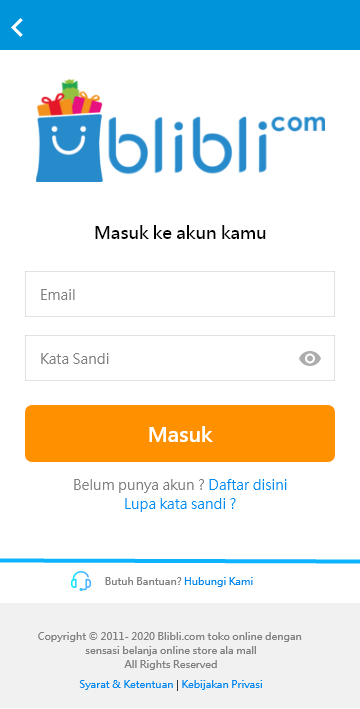 blibli.com
Masuk ke akun kamu
Email
Kata Sandi
Masuk
Belum punya akun ? Daftar disini
Lupa kata sandi ?
Butuh Bantuan? Hubungi Kami
Copyright © 2011- 2020 Blibli.com toko online dengan
sensasi belanja online store ala mall
All Rights Reserved
Syarat & Ketentuan | Kebijakan Privasi